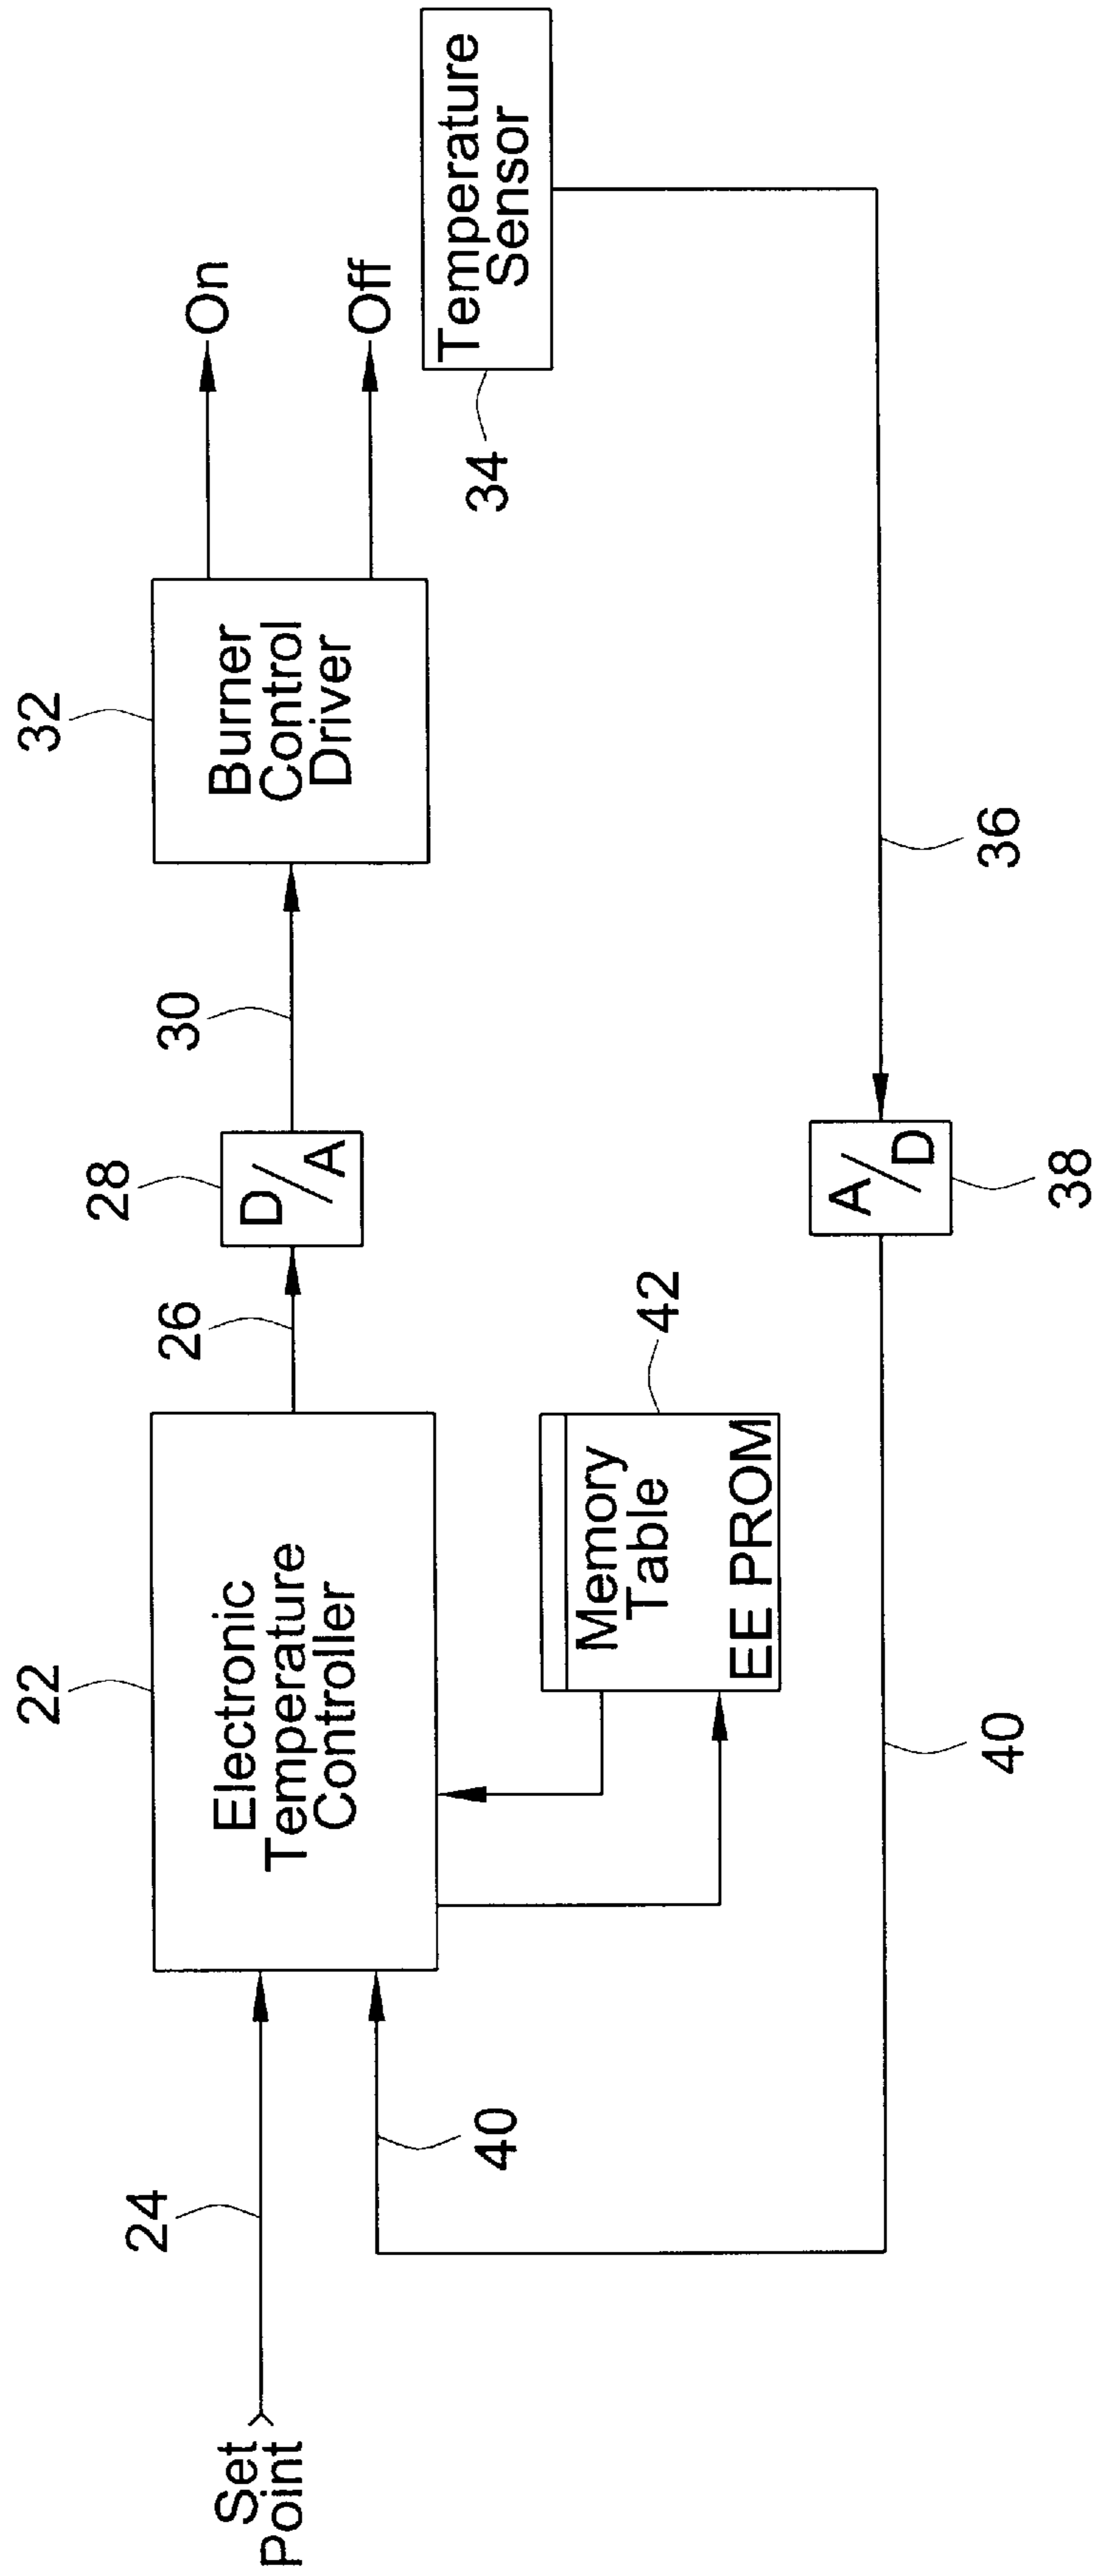 32
Burner
Control
Driver
On
Off
30
28
D/A
26
22
Electronic
Temperature
Controller
24
Set
Point
40
Memory
Table
EE PROM
42
34
Temperature
Sensor
36
A/D
38
40